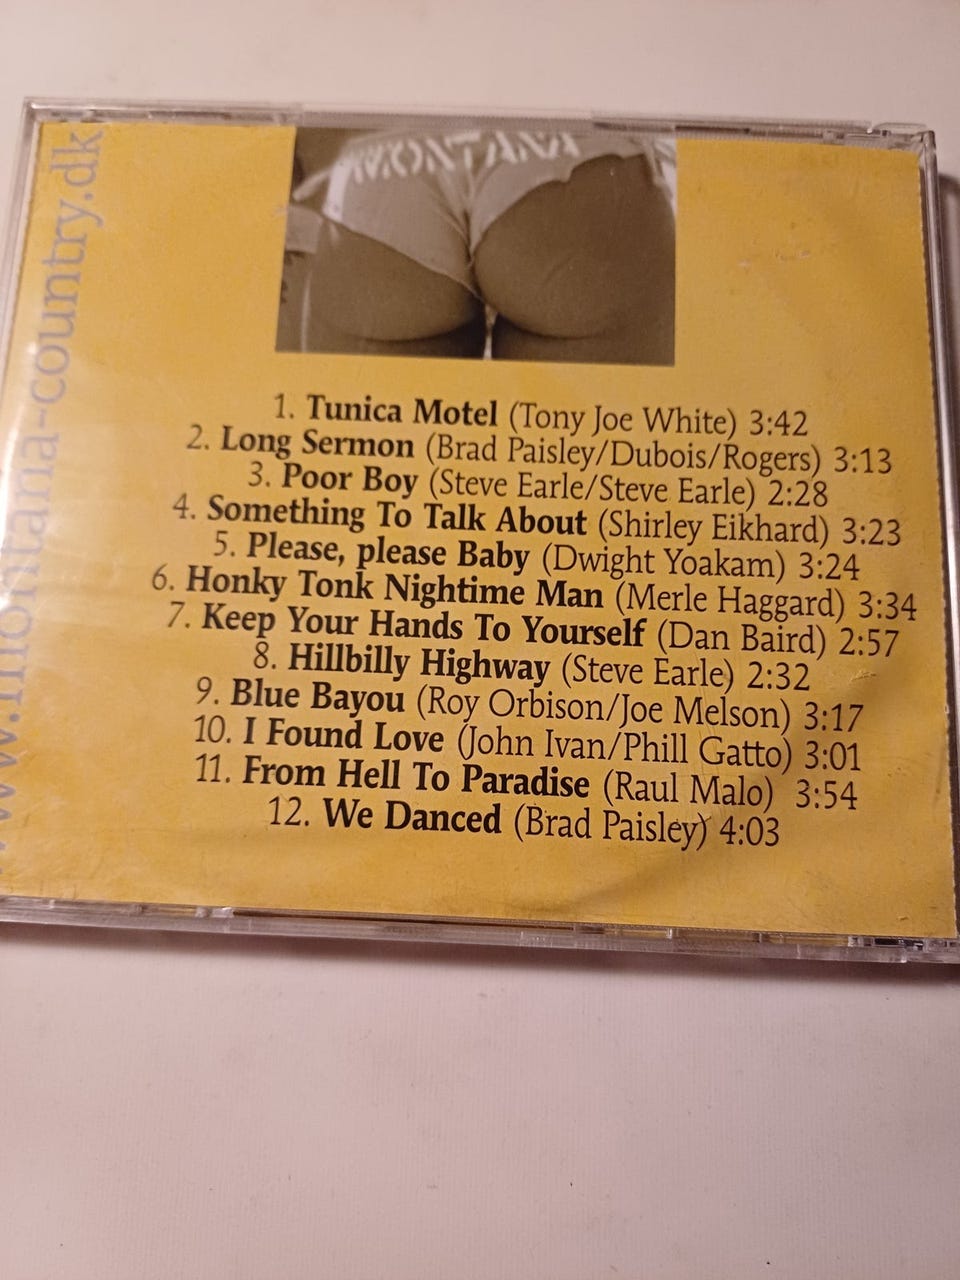 MONTANA
1. Tunica Motel (Tony Joe White) 3:42
2. Long Sermon (Brad Paisley/Dubois/Rogers) 3:13
3. Poor Boy (Steve Earle/Steve Earle) 2:28
4. Something To Talk About (Shirley Eikhard) 3:23
5. Please, please Baby (Dwight Yoakam) 3:24
6. Honky Tonk Nightime Man (Merle Haggard) 3:34
7. Keep Your Hands To Yourself (Dan Baird) 2:57
8. Hillbilly Highway (Steve Earle) 2:32
9. Blue Bayou (Roy Orbison/Joe Melson) 3:17
10. I Found Love (John Ivan/Phill Gatto) 3:01
11. From Hell To Paradise (Raul Malo) 3:54
12. We Danced (Brad Paisley) 4:03
www.montana-country.dk